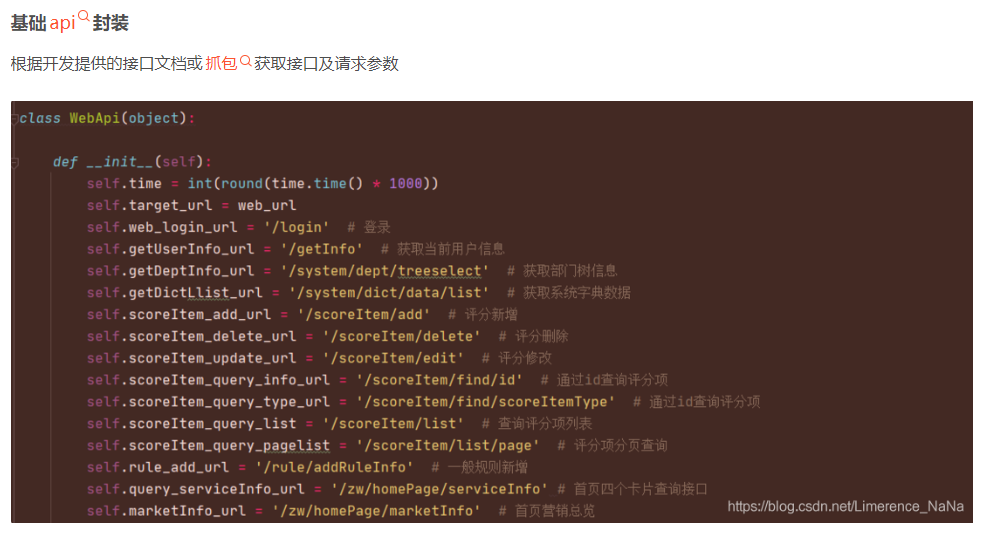 基础api封装
根据开发提供的接口文档或 抓包 获取接口及请求参数
class WebApi(object):
def __init__(self):
self.time = int(round(time.time() * 1000))
self.target_url = web_url
self.web_login_url = '/login'  # 登录
self.getUserInfo_url = '/getInfo'  # 获取当前用户信息
self.getDeptInfo_url = '/system/dept/treeselect'  # 获取部门树信息
self.getDictLlist_url = '/system/dict/data/list'  # 获取系统字典数据
self.scoreItem_add_url = '/scoreItem/add'  # 评分新增
self.scoreItem_delete_url = '/scoreItem/delete'  # 评分删除
self.scoreItem_update_url = '/scoreItem/edit'  # 评分修改
self.scoreItem_query_info_url = '/scoreItem/find/id'  # 通过id查询评分项
self.scoreItem_query_type_url = '/scoreItem/find/scoreItemType'  # 通过id查询评分项
self.scoreItem_query_list = '/scoreItem/list'  # 查询评分项列表
self.scoreItem_query_pagelist = '/scoreItem/list/page'  # 评分项分页查询
self.rule_add_url = '/rule/addRuleInfo'  # 一般规则新增
self.query_serviceInfo_url = '/zw/homePage/serviceInfo' # 首页四个卡片查询接口
self.marketInfo_url = '/zw/homePage/marketInfo'  # 首页营销总览
https://blog.csdn.net/Limerence_NaNa